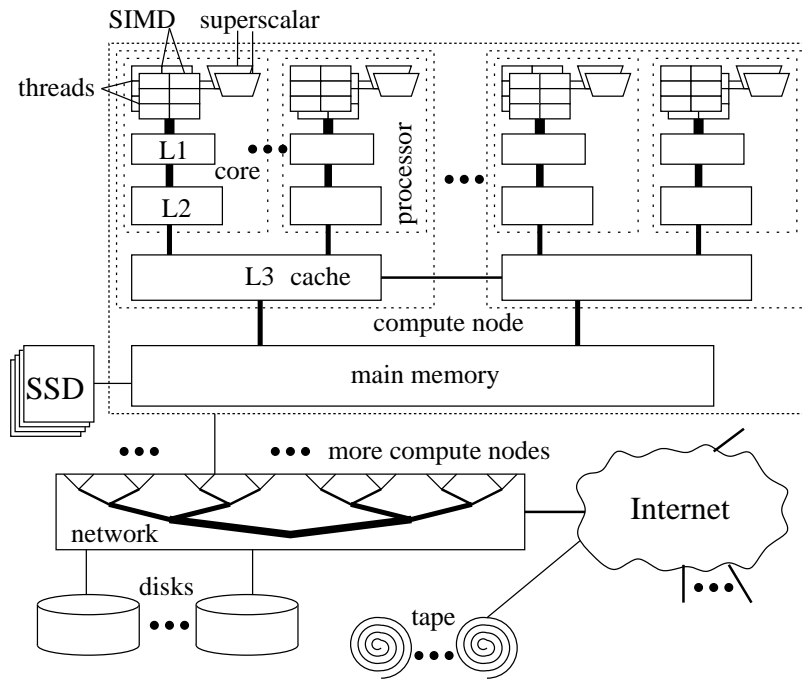 SIMD
superscalar
threads
L1
core
processor
L2
L3 cache
compute node
main memory
SSD
more compute nodes
network
Internet
disks
tape